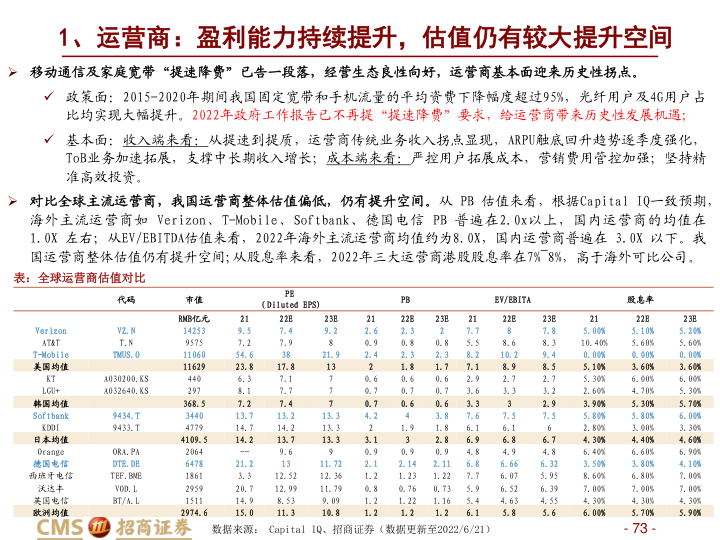 1、运营商：盈利能力持续提升，估值仍有较大提升空间
➢ 移动通信及家庭宽带“提速降费”已告一段落，经营生态良性向好，运营商基本面迎来历史性拐点。
✓ 政策面：2015-2020年期间我国固定宽带和手机流量的平均资费下降幅度超过95%，光纤用户及4G用户占
比均实现大幅提升。2022年政府工作报告已不再提“提速降费”要求，给运营商带来历史性发展机遇；
✓ 基本面：收入端来看：从提速到提质，运营商传统业务收入拐点显现，ARPU触底回升趋势逐季度强化，
ToB业务加速拓展，支撑中长期收入增长；成本端来看：严控用户拓展成本，营销费用管控加强；坚持精
准高效投资。
➢ 对比全球主流运营商，我国运营商整体估值偏低，仍有提升空间。从 PB 估值来看，根据Capital IQ一致预期，
海外主流运营商如 Verizon、T-Mobile、Softbank、德国电信 PB 普遍在2.0x以上，国内运营商的均值在
1.0X 左右；从EV/EBITDA估值来看，2022年海外主流运营商均值约为8.0X，国内运营商普遍在 3.0X 以下。我
国运营商整体估值仍有提升空间;从股息率来看，2022年三大运营商港股股息率在7%~8%，高于海外可比公司。
表：全球运营商估值对比
代码 市值 PE (Diluted EPS) PB EV/EBITA 股息率
RMB亿元 21 22E 23E 21 22E 23E 21 22E 23E 21 22E 23E
Verizon VZ.N 14253 9.5 7.4 9.2 2.6 2.3 2 7.7 8 7.8 5.00% 5.10% 5.20%
AT&T T.N 9575 7.2 7.9 8 0.9 0.8 0.8 5.5 8.6 8.3 10.40% 5.60% 5.60%
T-Mobile TMUS.O 11060 54.6 38 21.9 2.4 2.3 2.3 8.2 10.2 9.4 0.00% 0.00% 0.00%
美国均值 11629 23.8 17.8 13 2 1.8 1.7 7.1 8.9 8.5 5.10% 3.60% 3.60%
KT A030200.KS 440 6.3 7.1 7 0.6 0.6 0.6 2.9 2.7 2.7 5.30% 6.00% 6.00%
LGU+ A032640.KS 297 8.1 7.7 7 0.7 0.7 0.7 3.6 3.3 3.2 2.60% 4.70% 5.30%
韩国均值 368.5 7.2 7.4 7 0.7 0.6 0.6 3.3 3 2.9 3.90% 5.30% 5.70%
Softbank 9434.T 3440 13.7 13.2 13.3 4.2 4 3.8 7.6 7.5 7.5 5.80% 5.80% 6.00%
KDDI 9433.T 4779 14.7 14.2 13.3 2 1.9 1.8 6.1 6.1 6 2.80% 3.00% 3.30%
日本均值 4109.5 14.2 13.7 13.3 3.1 3 2.8 6.9 6.8 6.7 4.30% 4.40% 4.60%
Orange ORA.PA 2064 -- 9.6 9 0.9 0.9 0.9 4.8 4.9 4.8 6.40% 6.60% 6.90%
德国电信 DTE.DE 6478 21.2 13 11.72 2.1 2.14 2.11 6.8 6.66 6.32 3.50% 3.80% 4.10%
西班牙电信 TEF.BME 1861 3.3 12.52 12.36 1.2 1.23 1.22 7.7 6.07 5.95 8.60% 6.80% 7.00%
沃达丰 VOD.L 2959 20.7 12.99 11.79 0.8 0.76 0.73 5.9 6.52 6.39 7.00% 7.00% 7.00%
英国电信 BT/A.L 1511 14.9 8.53 9.09 1.2 1.22 1.16 5.4 4.63 4.55 4.30% 4.30% 4.30%
欧洲均值 2974.6 15.0 11.3 10.8 1.2 1.2 1.2 6.1 5.8 5.6 6.00% 5.70% 5.90%
CMS 招商证券 数据来源： Capital IQ、招商证券（数据更新至2022/6/21） - 73 -